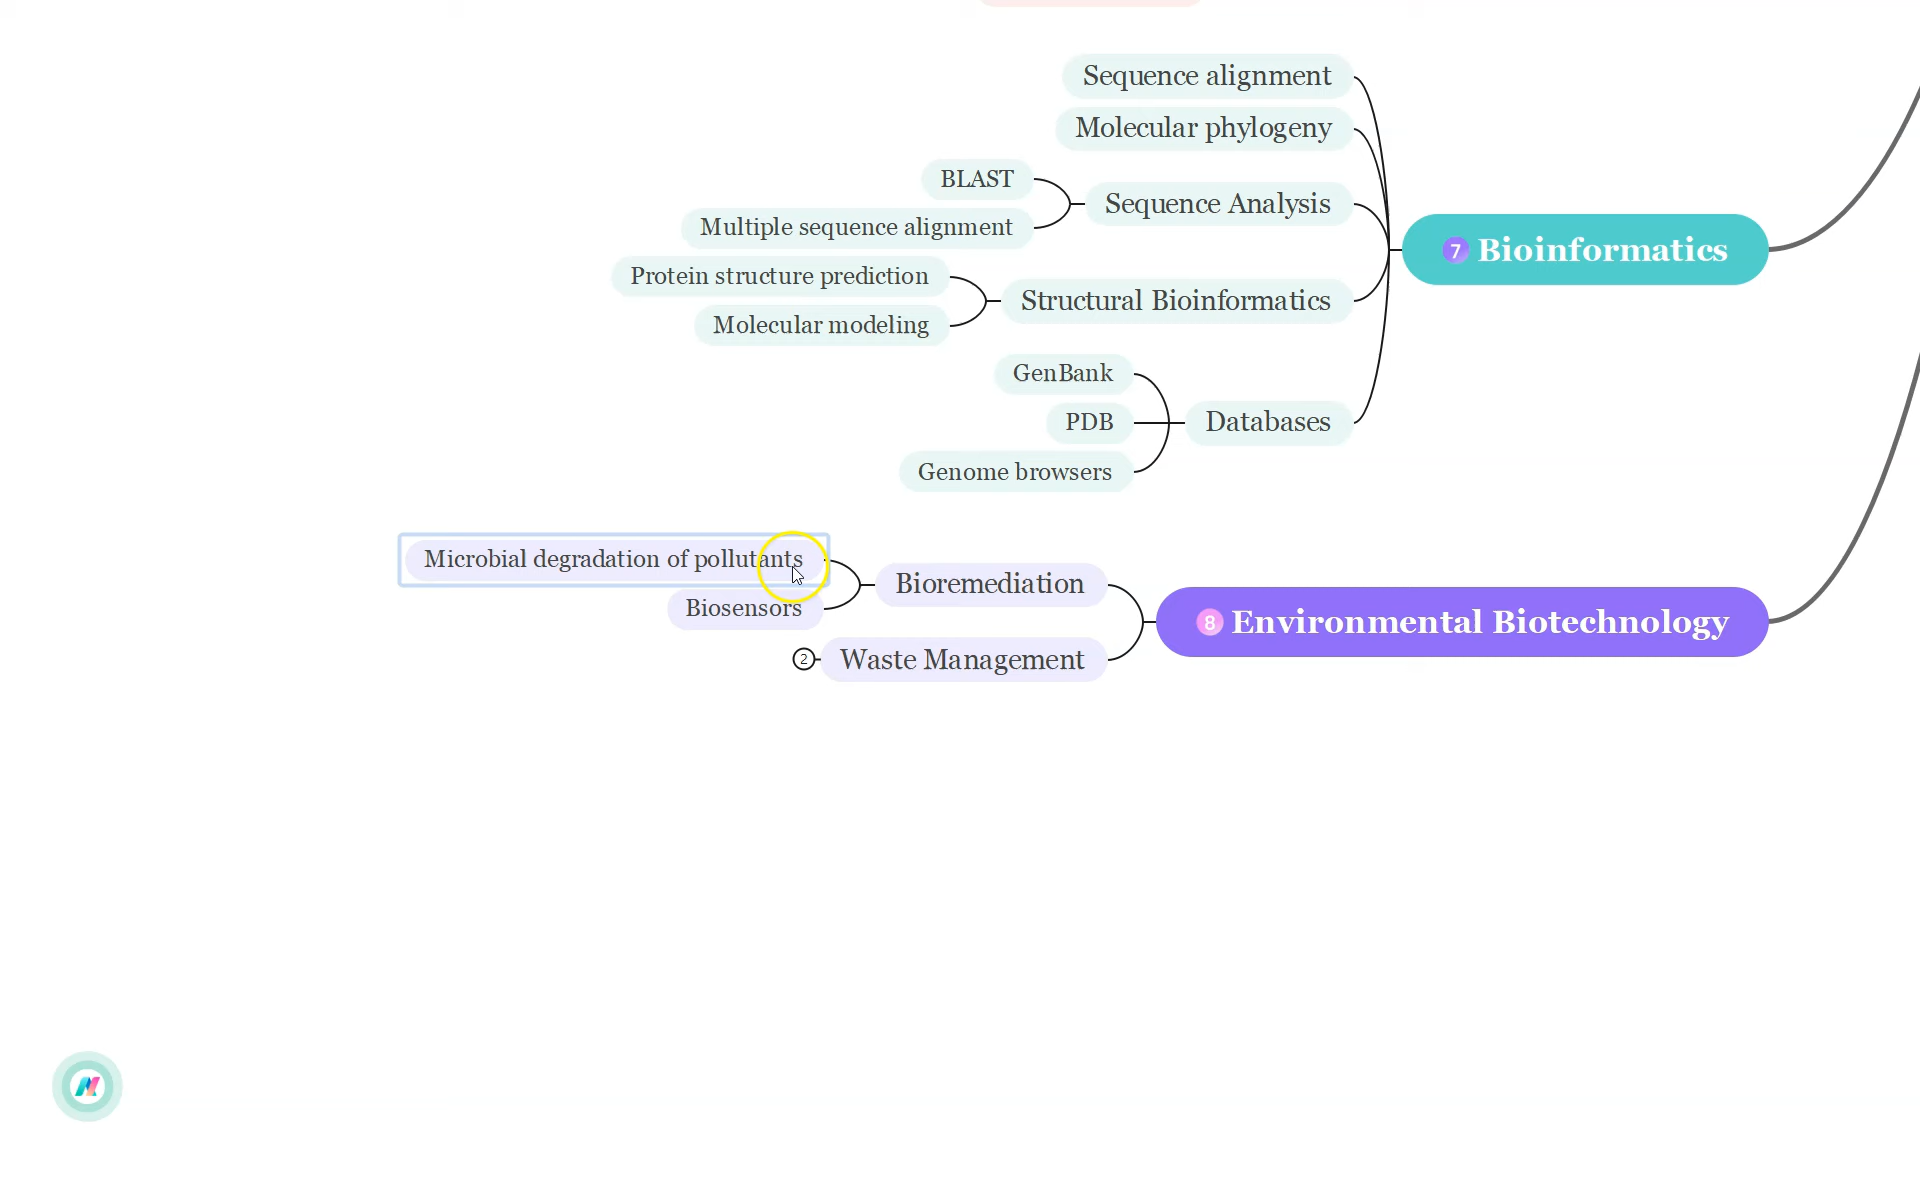 Sequence alignment
Molecular phylogeny
BLAST
Sequence Analysis
Multiple sequence alignment
7 Bioinformatics
Protein structure prediction
Structural Bioinformatics
Molecular modeling
GenBank
PDB
Databases
Genome browsers
Microbial degradation of pollutants
Bioremediation
Biosensors
8 Environmental Biotechnology
2
Waste Management